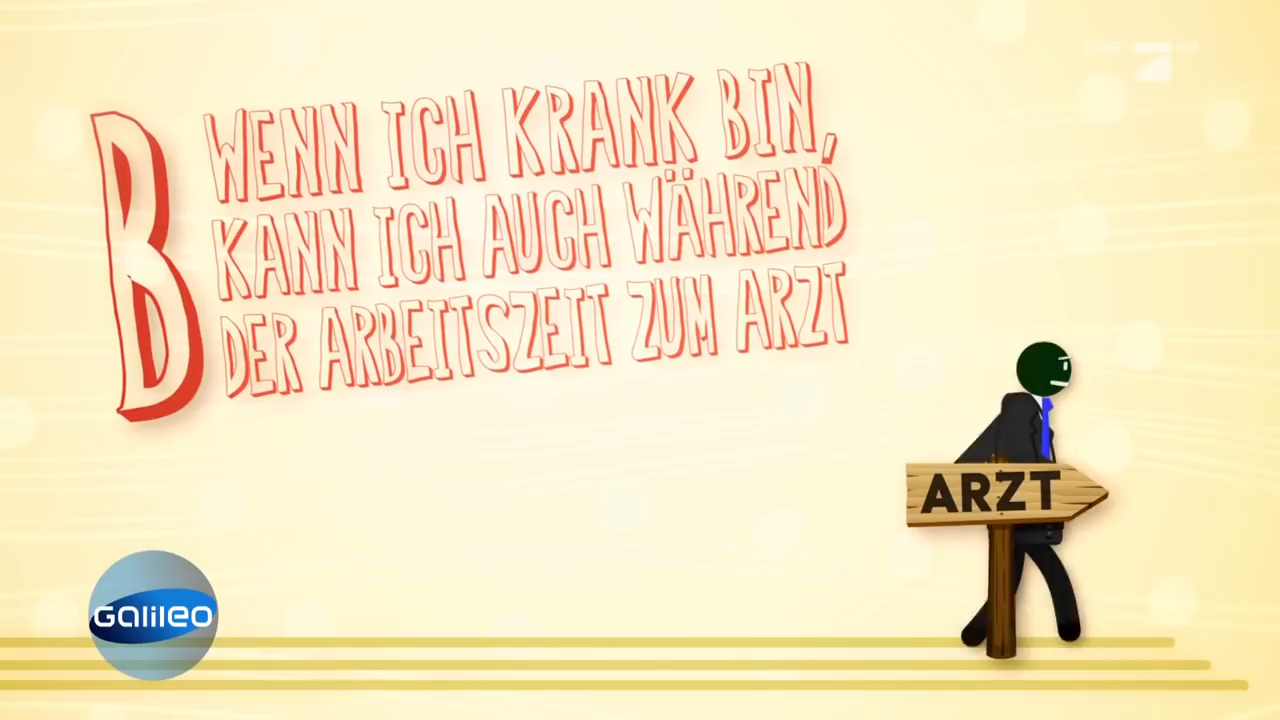 B WENN ICH KRANK BIN,
KANN ICH AUCH WÄHREND
DER ARBEITSZEIT ZUM ARZT
ARZT
GALILEO